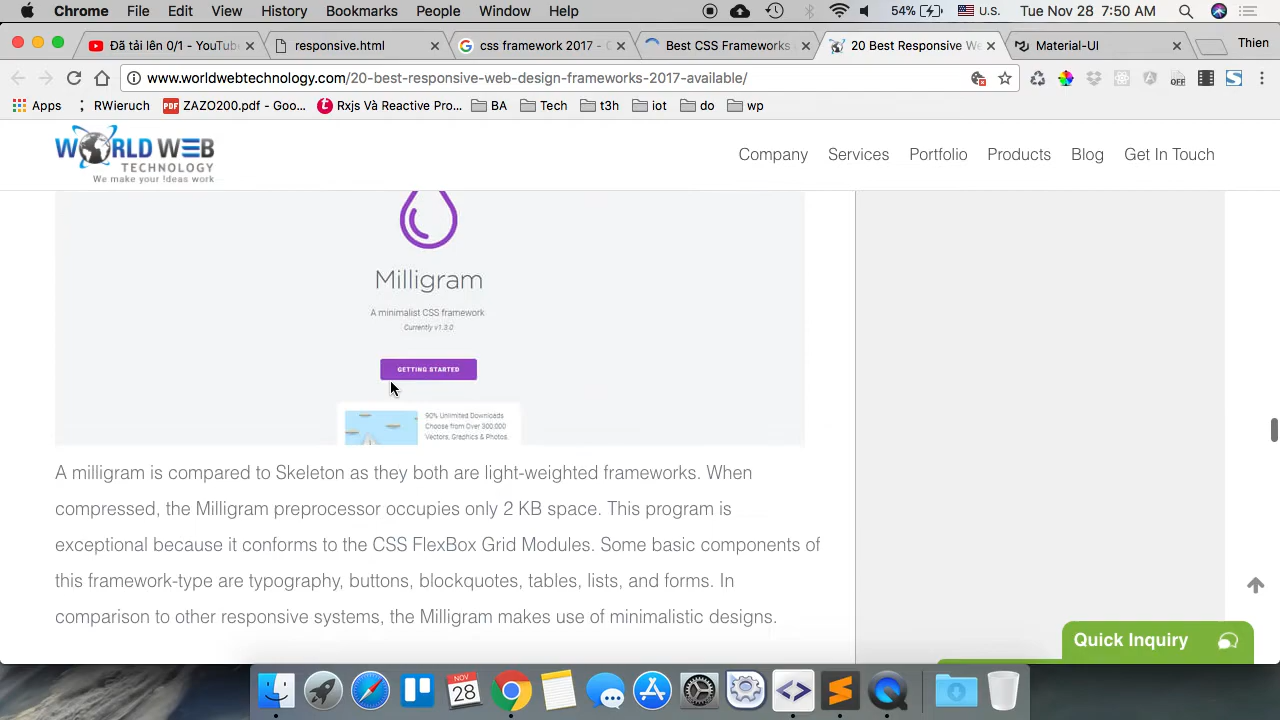 Chrome File Edit View History Bookmarks People Window Help 54% U.S. Tue Nov 28 7:50 AM
Đã tải lên 0/1 - YouTube responsive.html css framework 2017 - Best CSS Frameworks 20 Best Responsive We Material-UI Thien
www.worldwebtechnology.com/20-best-responsive-web-design-frameworks-2017-available/ OFF
Apps RWieruch PDF ZAZO200.pdf - Goo... Rxjs Và Reactive Pro... BA Tech t3h iot do wp
WORLD WEB
TECHNOLOGY
We make your !deas work
Company Services Portfolio Products Blog Get In Touch
Milligram
A minimalist CSS framework
Currently v1.3.0
GETTING STARTED
90% Unlimited Downloads
Choose from Over 300,000
Vectors, Graphics & Photos.
A milligram is compared to Skeleton as they both are light-weighted frameworks. When
compressed, the Milligram preprocessor occupies only 2 KB space. This program is
exceptional because it conforms to the CSS FlexBox Grid Modules. Some basic components of
this framework-type are typography, buttons, blockquotes, tables, lists, and forms. In
comparison to other responsive systems, the Milligram makes use of minimalistic designs.
Quick Inquiry
NOV
28